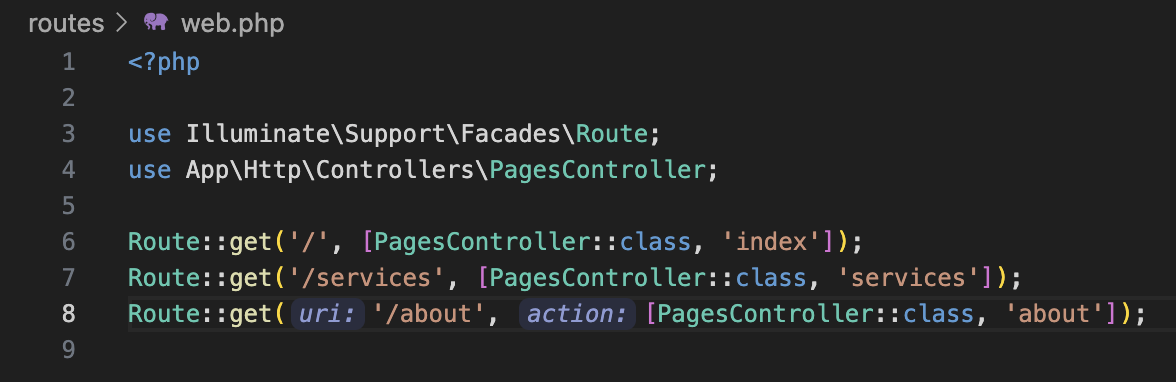 routes > web.php
1 <?php
2
3 use Illuminate\Support\Facades\Route;
4 use App\Http\Controllers\PagesController;
5
6 Route::get('/', [PagesController::class, 'index']);
7 Route::get('/services', [PagesController::class, 'services']);
8 Route::get( uri: '/about', action: [PagesController::class, 'about']);
9